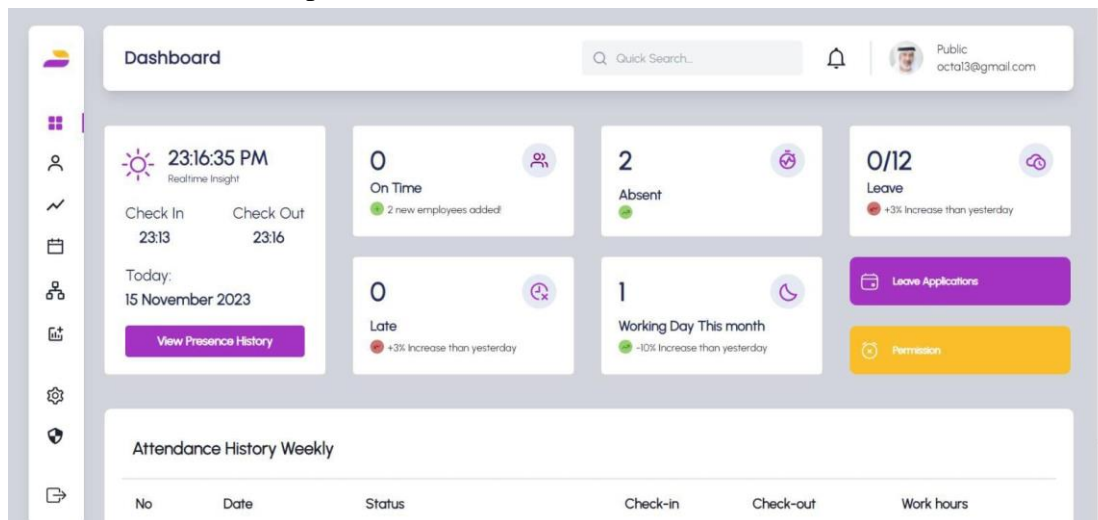 Dashboard
Quick Search...
Public
octa13@gmail.com
23:16:35 PM
Realtime Insight
Check In Check Out
23:13 23:16
Today:
15 November 2023
View Presence History
0
On Time
2 new employees added!
2
Absent
0/12
Leave
+3% Increase than yesterday
0
Late
+3% Increase than yesterday
1
Working Day This month
-10% Increase than yesterday
Leave Applications
Permission
Attendance History Weekly
No Date Status Check-in Check-out Work hours